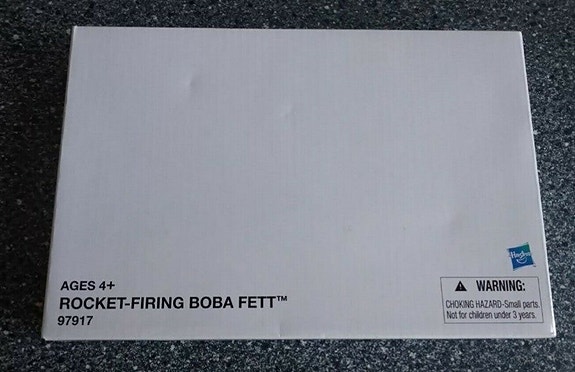 AGES 4+
ROCKET-FIRING BOBA FETT™
97917
Hasbro
⚠ WARNING:
CHOKING HAZARD-Small parts.
Not for children under 3 years.